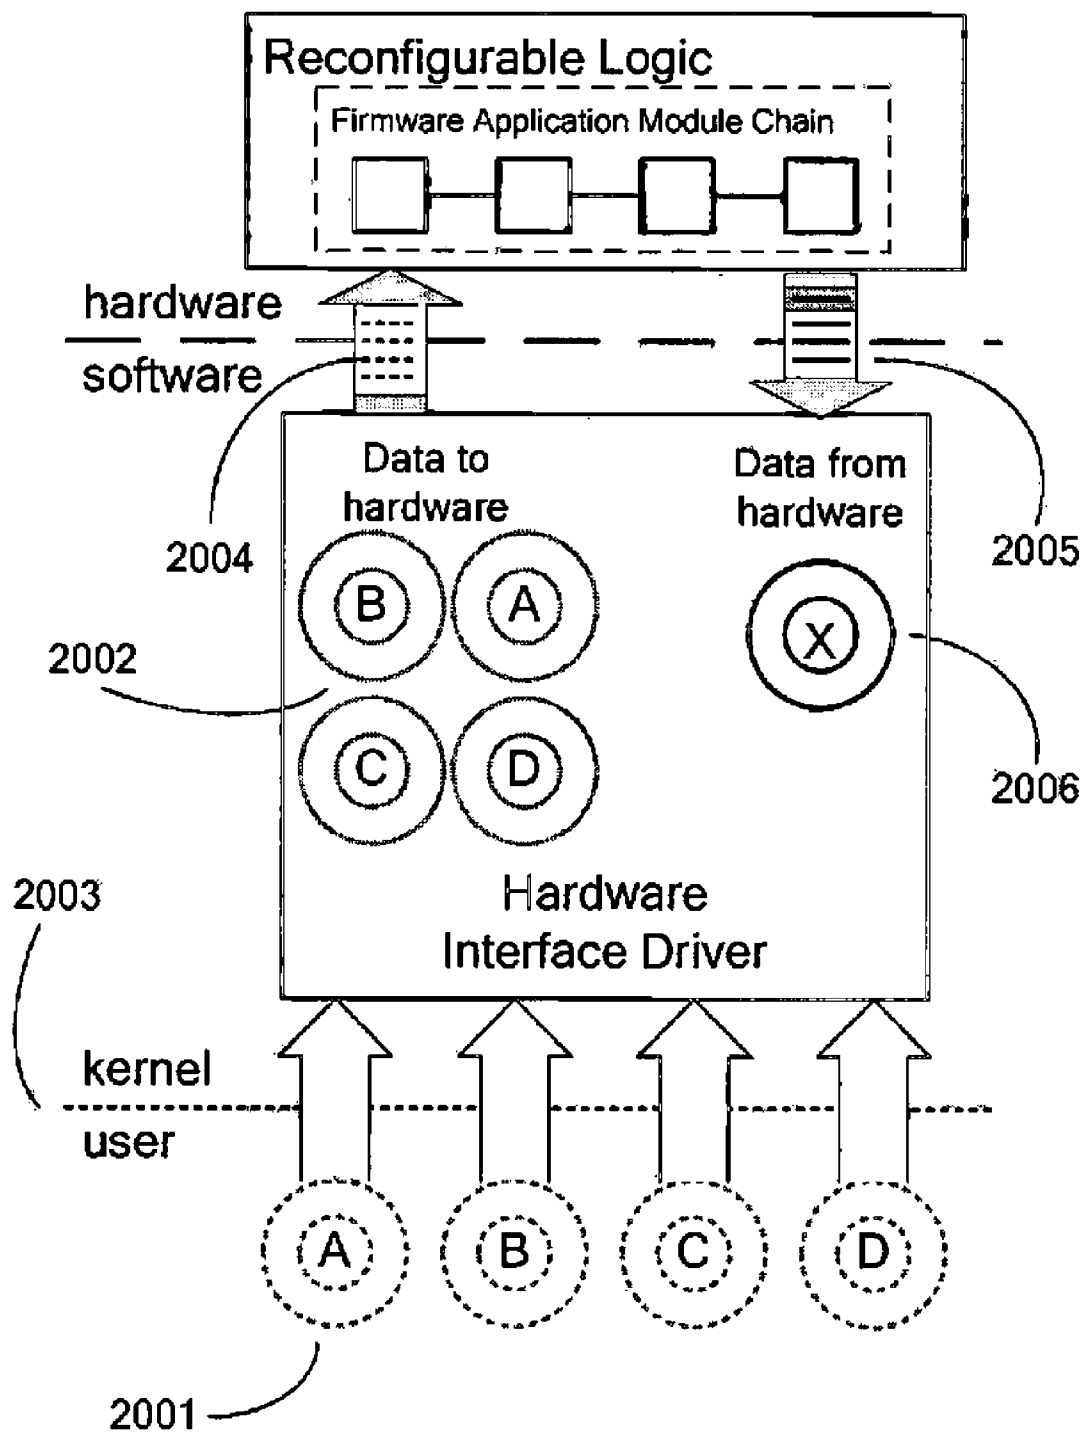 Reconfigurable Logic
Firmware Application Module Chain
hardware
software
Data to
hardware
Data from
hardware
2004
2005
B
A
X
2002
C
D
2006
Hardware
Interface Driver
2003
kernel
user
A
B
C
D
2001